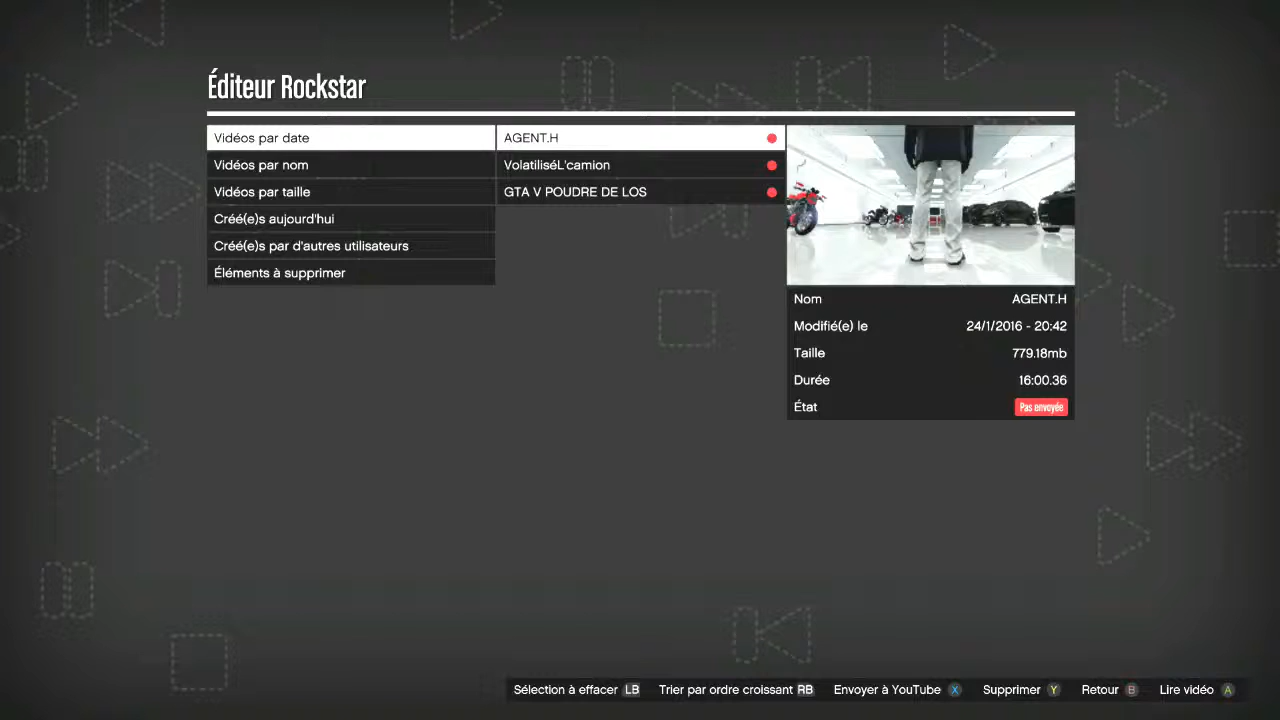 Éditeur Rockstar
Vidéos par date
Vidéos par nom
Vidéos par taille
Créé(e)s aujourd'hui
Créé(e)s par d'autres utilisateurs
Éléments à supprimer
AGENT.H
VolatiliséL'camion
GTA V POUDRE DE LOS
Nom AGENT.H
Modifié(e) le 24/1/2016 - 20:42
Taille 779.18mb
Durée 16:00.36
État Pas envoyée
Sélection à effacer LB Trier par ordre croissant RB Envoyer à YouTube X Supprimer Y Retour B Lire vidéo A